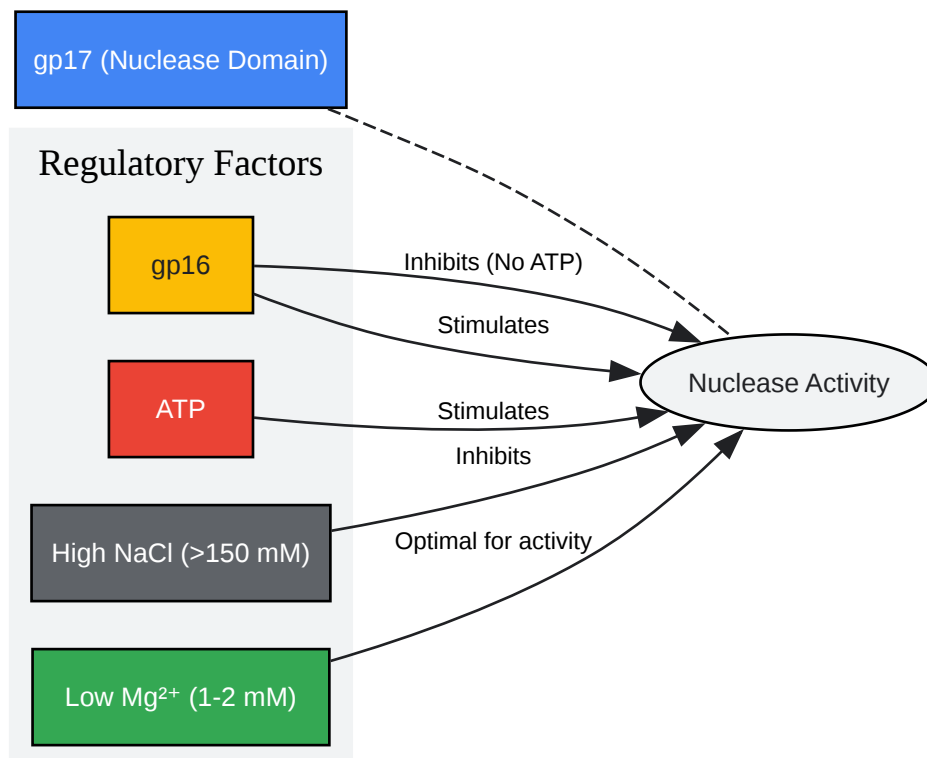 gp17 (Nuclease Domain)
Regulatory Factors
gp16
Inhibits (No ATP)
Stimulates
Nuclease Activity
ATP
Stimulates
Inhibits
High NaCl (>150 mM)
Optimal for activity
Low Mg²⁺ (1-2 mM)